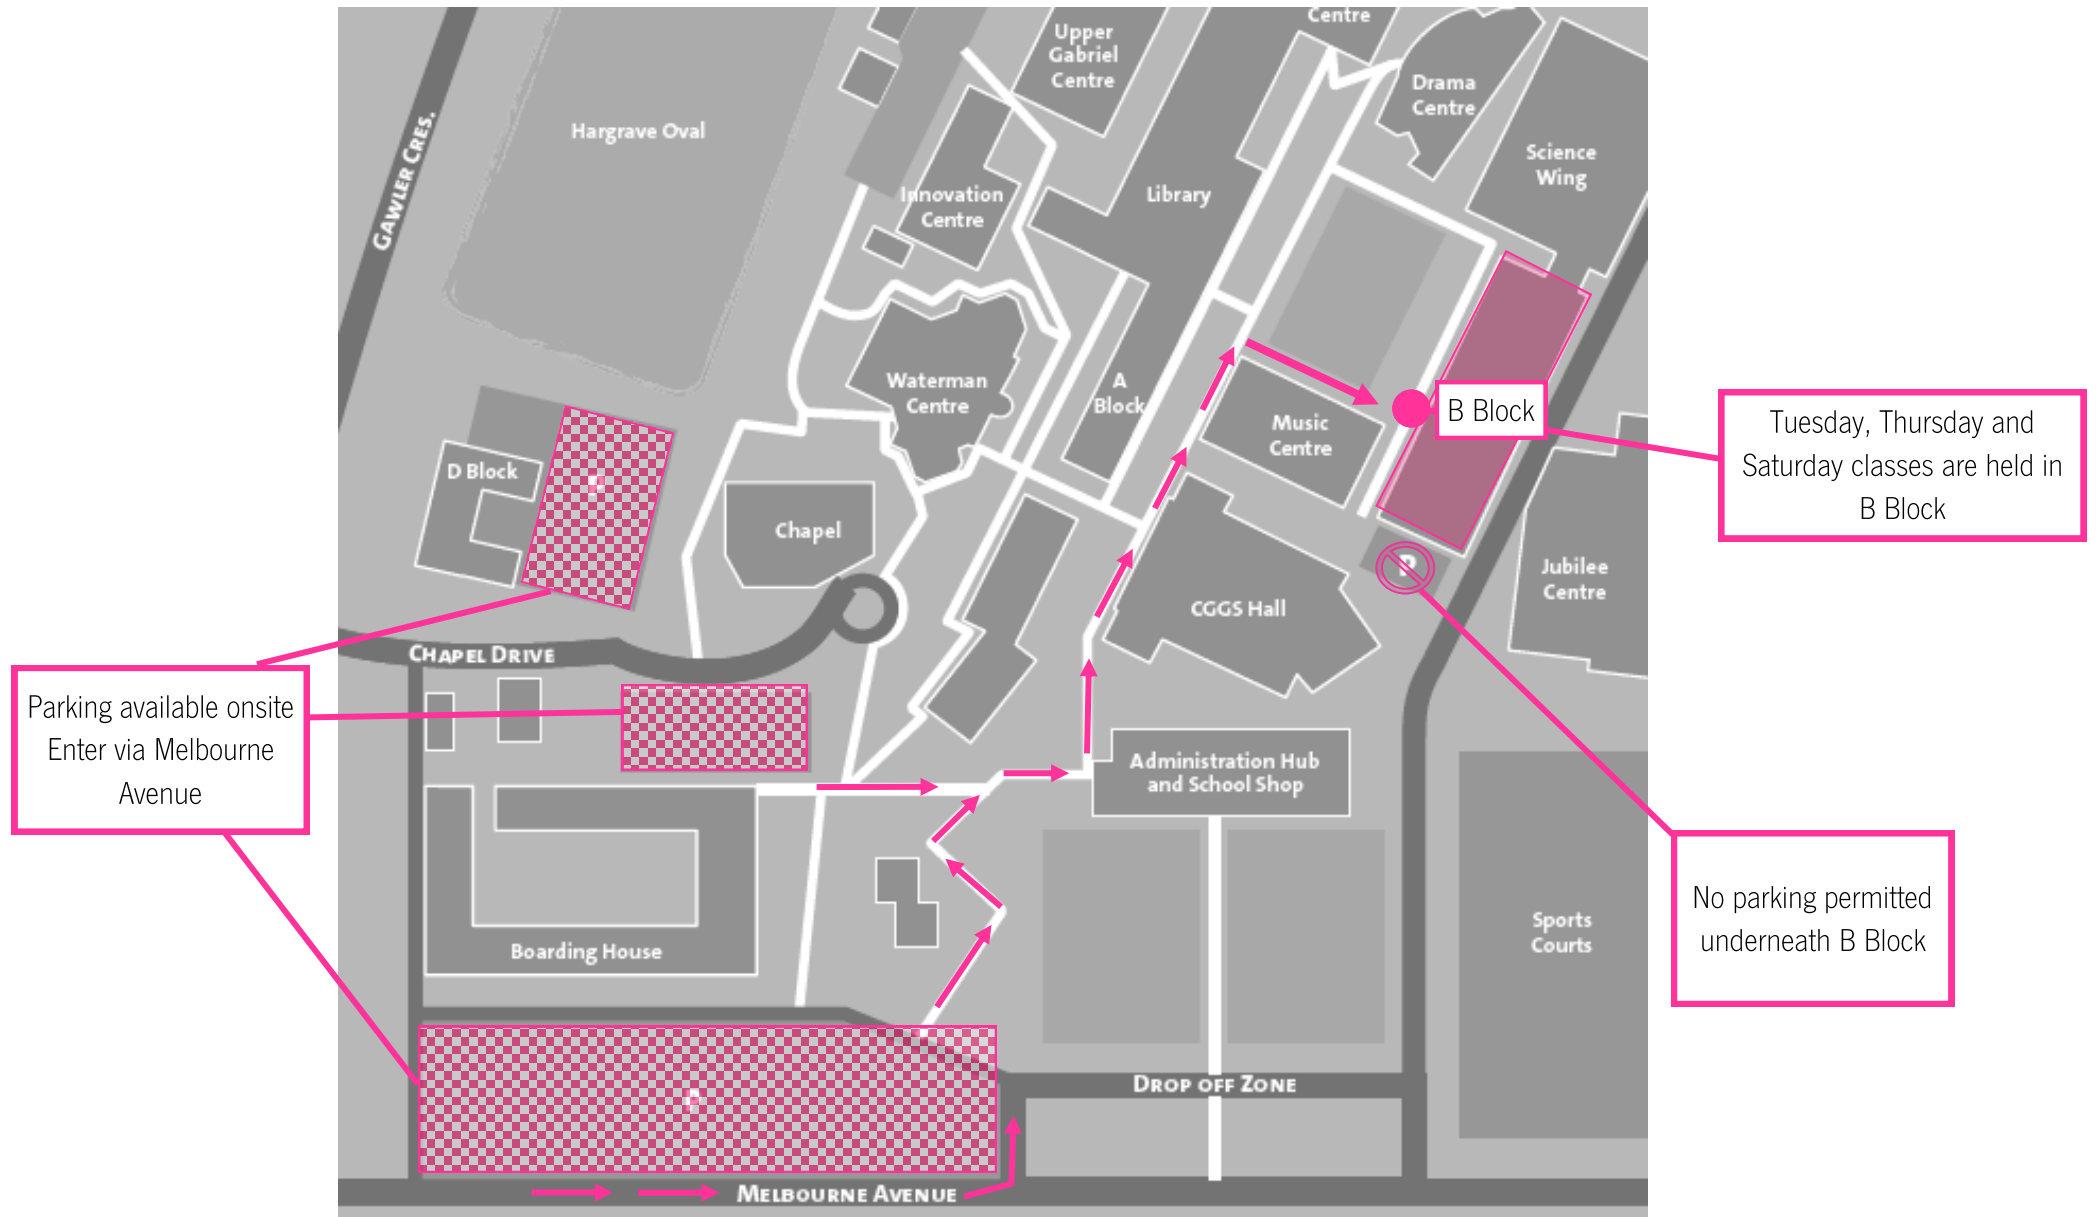 Centre
Upper
Gabriel
Centre
Drama
Centre
GAWLER CRES.
Hargrave Oval
Science
Wing
Innovation
Centre
Library
Waterman
Centre
A
Block
Music
Centre
B Block
Tuesday, Thursday and
Saturday classes are held in
B Block
D Block
P
Chapel
P
Jubilee
Centre
CGGS Hall
CHAPEL DRIVE
Parking available onsite
Enter via Melbourne
Avenue
Administration Hub
and School Shop
No parking permitted
underneath B Block
Sports
Courts
Boarding House
DROP OFF ZONE
P
MELBOURNE AVENUE